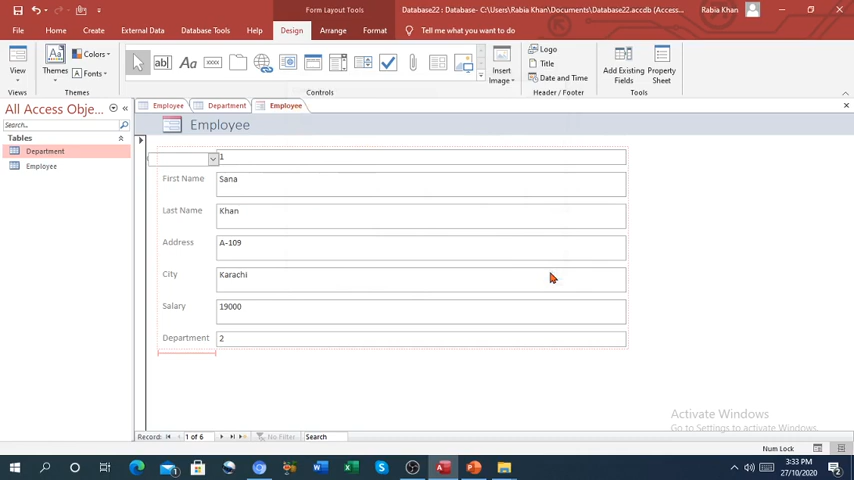 Form Layout Tools
Database22 : Database- C:\Users\Rabia Khan\Documents\Database22.accdb (Access...
Rabia Khan
File Home Create External Data Database Tools Help Design Arrange Format Tell me what you want to do
View
Themes
Colors
Fonts
Aa
Insert Image
Logo
Title
Date and Time
Add Existing Fields
Property Sheet
Views
Themes
Controls
Header / Footer
Tools
All Access Obje...
Search...
Tables
Department
Employee
Employee
Department
Employee
Employee
1
First Name Sana
Last Name Khan
Address A-109
City Karachi
Salary 19000
Department 2
Activate Windows
Go to Settings to activate Windows.
Record: 1 of 6 No Filter Search
Num Lock
3:33 PM
27/10/2020